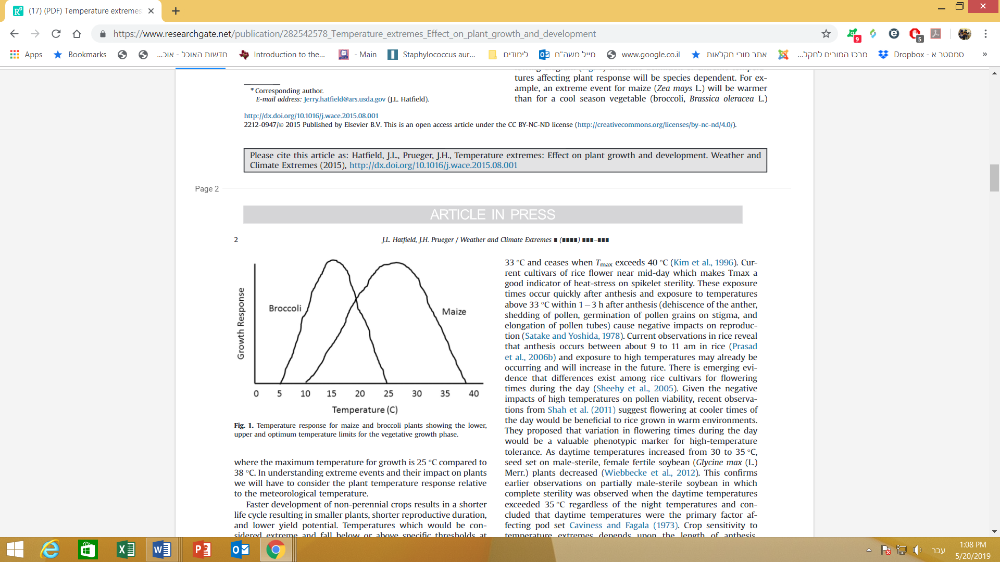 (17) (PDF) Temperature extremes
https://www.researchgate.net/publication/282542578_Temperature_extremes_Effect_on_plant_growth_and_development
9
5
Apps
Bookmarks
חדשות האוכל - אוכ...
Introduction to the...
- Main
Staphylococcus aur...
לימודים
מייל משה"ח
www.google.co.il
אתר מורי חקלאות
מרכז המורים לחקל...
Dropbox - סמסטר א
»
tures affecting plant response will be species dependent. For ex-
ample, an extreme event for maize (Zea mays L.) will be warmer
than for a cool season vegetable (broccoli, Brassica oleracea L.)
* Corresponding author.
E-mail address: Jerry.hatfield@ars.usda.gov (J.L. Hatfield).
http://dx.doi.org/10.1016/j.wace.2015.08.001
2212-0947/© 2015 Published by Elsevier B.V. This is an open access article under the CC BY-NC-ND license (http://creativecommons.org/licenses/by-nc-nd/4.0/).
Please cite this article as: Hatfield, J.L., Prueger, J.H., Temperature extremes: Effect on plant growth and development. Weather and
Climate Extremes (2015), http://dx.doi.org/10.1016/j.wace.2015.08.001
Page 2
ARTICLE IN PRESS
2
J.L. Hatfield, J.H. Prueger / Weather and Climate Extremes ∎ (∎∎∎∎) ∎∎∎–∎∎∎
Growth Response
Broccoli
Maize
0 5 10 15 20 25 30 35 40
Temperature (C)
Fig. 1. Temperature response for maize and broccoli plants showing the lower,
upper and optimum temperature limits for the vegetative growth phase.
where the maximum temperature for growth is 25 °C compared to
38 °C. In understanding extreme events and their impact on plants
we will have to consider the plant temperature response relative
to the meteorological temperature.
Faster development of non-perennial crops results in a shorter
life cycle resulting in smaller plants, shorter reproductive duration,
and lower yield potential. Temperatures which would be con-
sidered extreme and fall below or above specific thresholds at
33 °C and ceases when Tmax exceeds 40 °C (Kim et al., 1996). Cur-
rent cultivars of rice flower near mid-day which makes Tmax a
good indicator of heat-stress on spikelet sterility. These exposure
times occur quickly after anthesis and exposure to temperatures
above 33 °C within 1–3 h after anthesis (dehiscence of the anther,
shedding of pollen, germination of pollen grains on stigma, and
elongation of pollen tubes) cause negative impacts on reproduc-
tion (Satake and Yoshida, 1978). Current observations in rice reveal
that anthesis occurs between about 9 to 11 am in rice (Prasad
et al., 2006b) and exposure to high temperatures may already be
occurring and will increase in the future. There is emerging evi-
dence that differences exist among rice cultivars for flowering
times during the day (Sheehy et al., 2005). Given the negative
impacts of high temperatures on pollen viability, recent observa-
tions from Shah et al. (2011) suggest flowering at cooler times of
the day would be beneficial to rice grown in warm environments.
They proposed that variation in flowering times during the day
would be a valuable phenotypic marker for high-temperature
tolerance. As daytime temperatures increased from 30 to 35 °C,
seed set on male-sterile, female fertile soybean (Glycine max (L.)
Merr.) plants decreased (Wiebbecke et al., 2012). This confirms
earlier observations on partially male-sterile soybean in which
complete sterility was observed when the daytime temperatures
exceeded 35 °C regardless of the night temperatures and con-
cluded that daytime temperatures were the primary factor af-
fecting pod set Caviness and Fagala (1973). Crop sensitivity to
temperature extremes depends upon the length of anthesis.
עבר
1:08 PM
5/20/2019